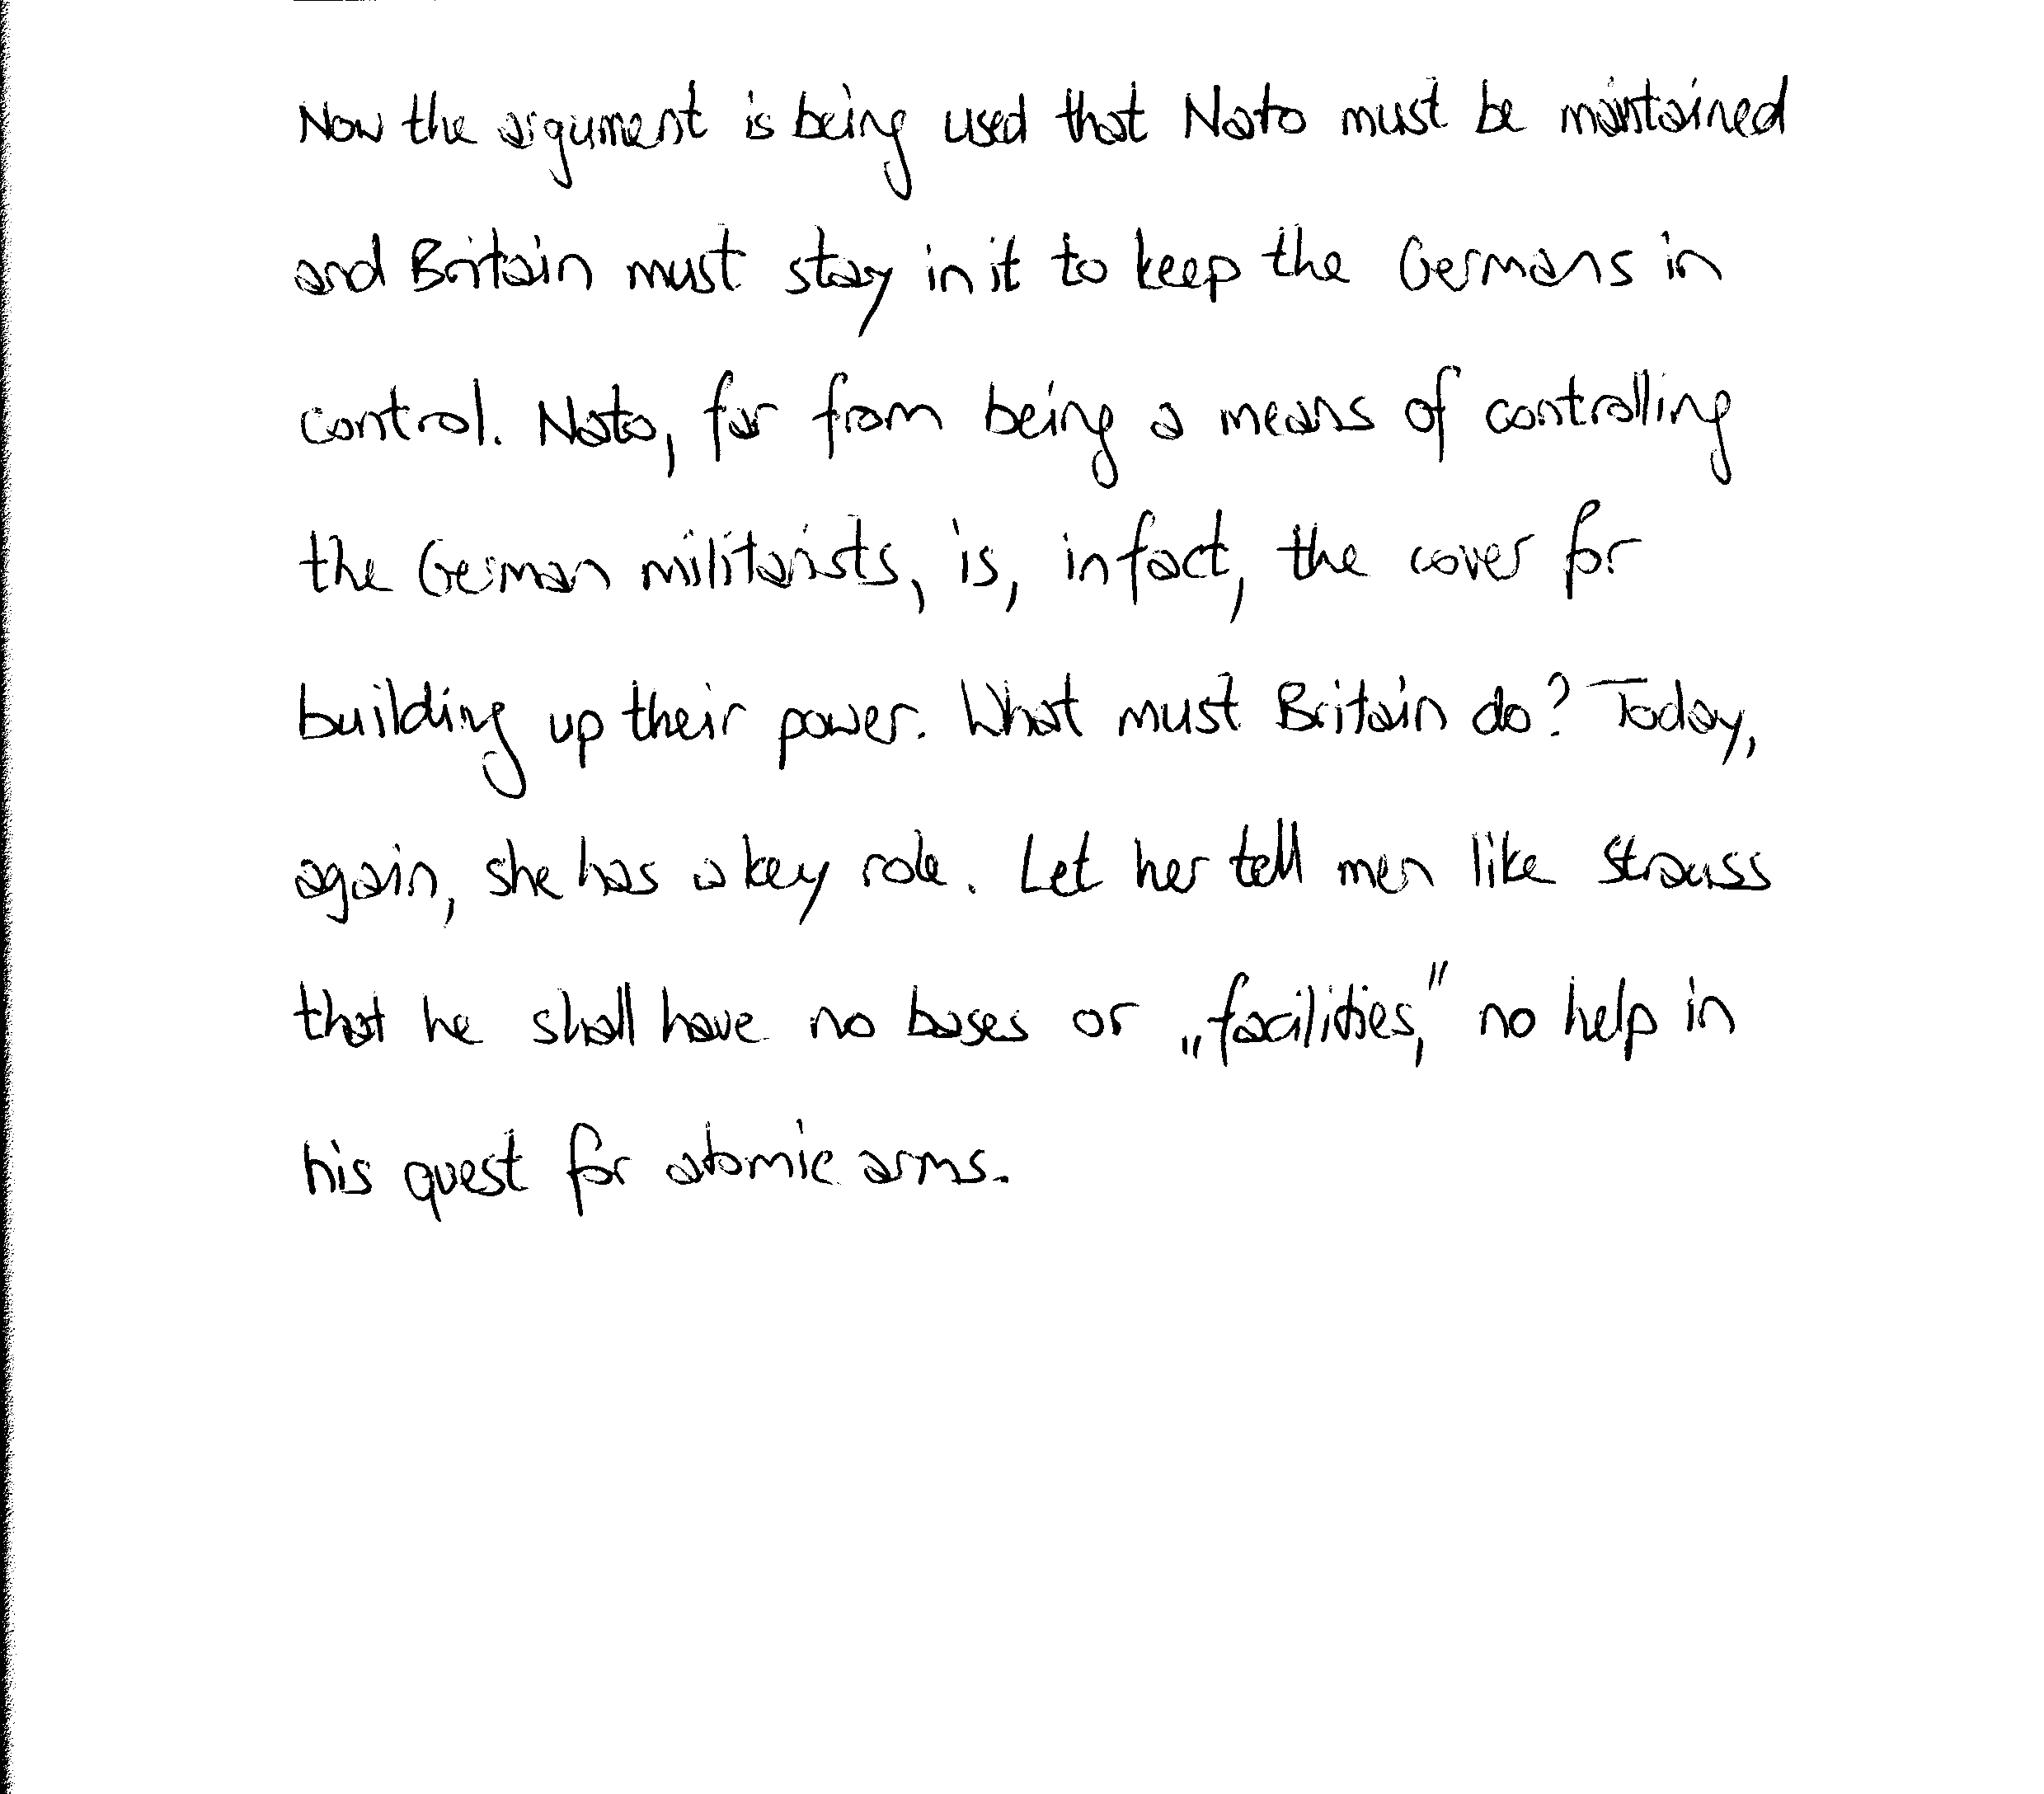 Now the argument is being used that Nato must be maintained
and Britain must stay in it to keep the Germans in
control. Nato, far from being a means of controlling
the German militarists, is, in fact, the cover for
building up their power. What must Britain do? Today,
again, she has a key role. Let her tell men like Strauss
that he shall have no bases or „facilities," no help in
his quest for atomic arms.